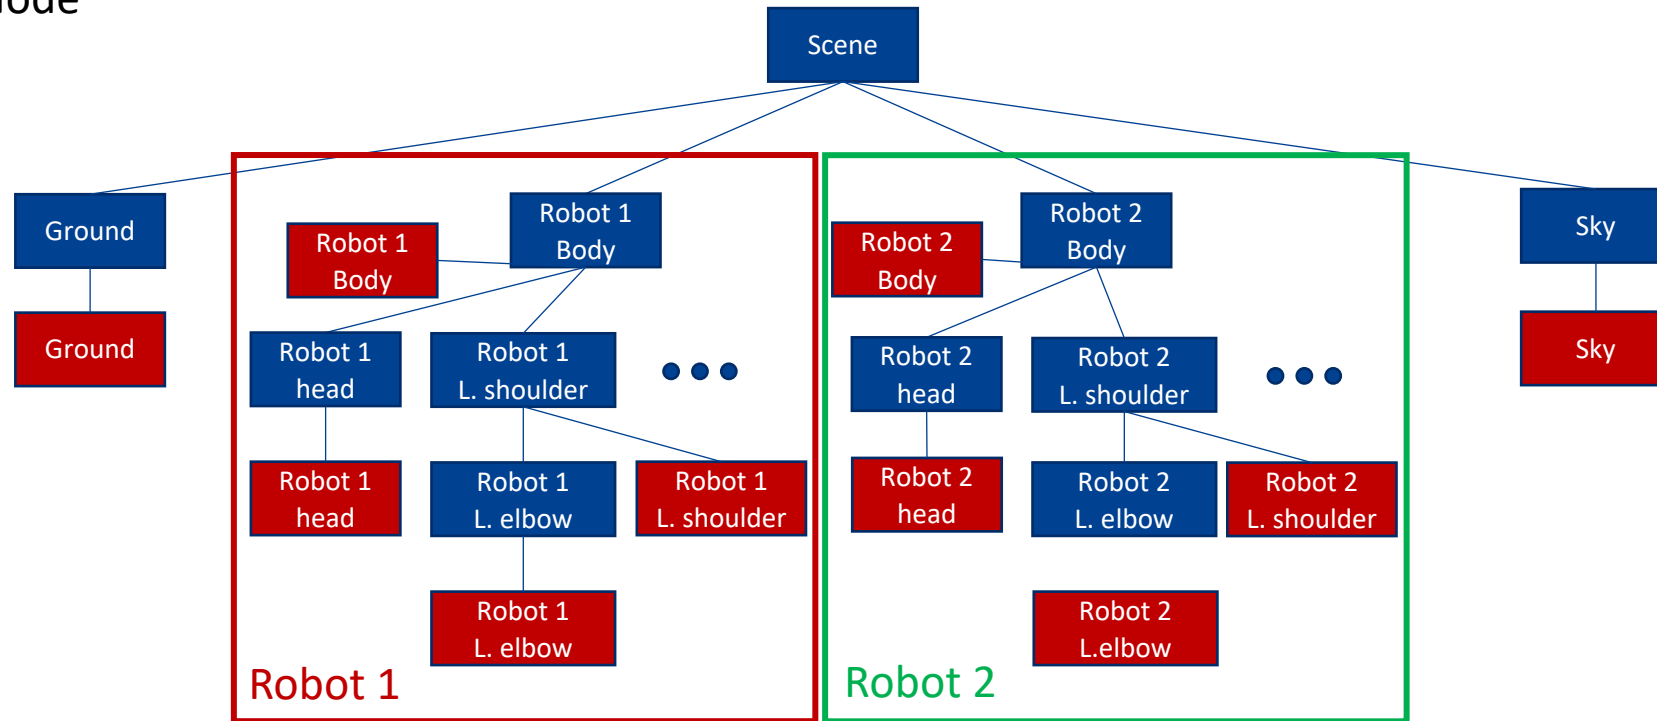 Scene
Ground
Robot 1
Body
Robot 1
Body
Robot 2
Body
Robot 2
Body
Sky
Ground
Robot 1
head
Robot 1
L. shoulder
Robot 2
head
Robot 2
L. shoulder
Sky
Robot 1
head
Robot 1
L. elbow
Robot 1
L. shoulder
Robot 2
head
Robot 2
L. elbow
Robot 2
L. shoulder
Robot 1
L. elbow
Robot 2
L.elbow
Robot 1
Robot 2